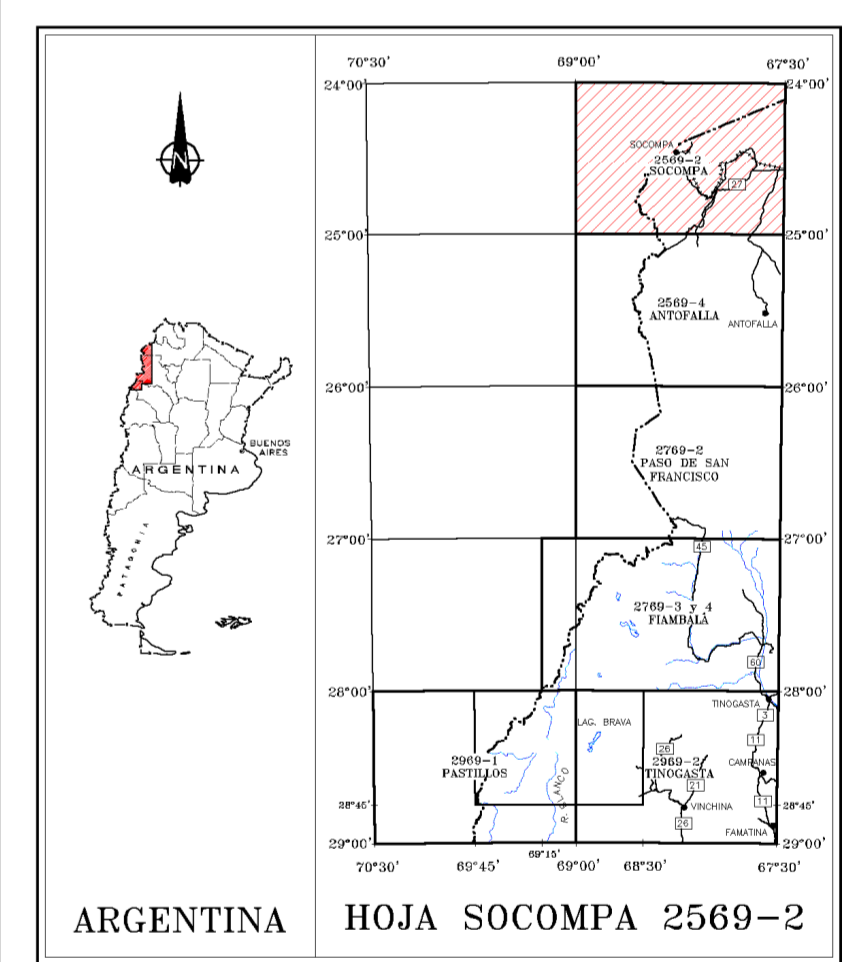 N
BUENOS
AIRES
ARGENTINA
PATAGONIA
ARGENTINA
70°30' 69°00' 67°30'
24°00' 24°00'
SOCOMPA
2569-2
SOCOMPA
27
25°00' 25°00'
2569-4
ANTOFALLA
ANTOFALLA
26°00' 26°00'
2769-2
PASO DE SAN
FRANCISCO
27°00' 27°00'
45
2769-3 y 4
FIAMBALÁ
60
28°00' 28°00'
TINOGASTA
3
LAG. BRAVA
11
26
2969-1
PASTILLOS
2969-2
TINOGASTA
CAMPANAS
R. BLANCO
21
11
28°45' 28°45'
VINCHINA
26
FAMATINA
29°00' 29°00'
69°15'
70°30' 69°45' 69°00' 68°30' 67°30'
HOJA SOCOMPA 2569-2